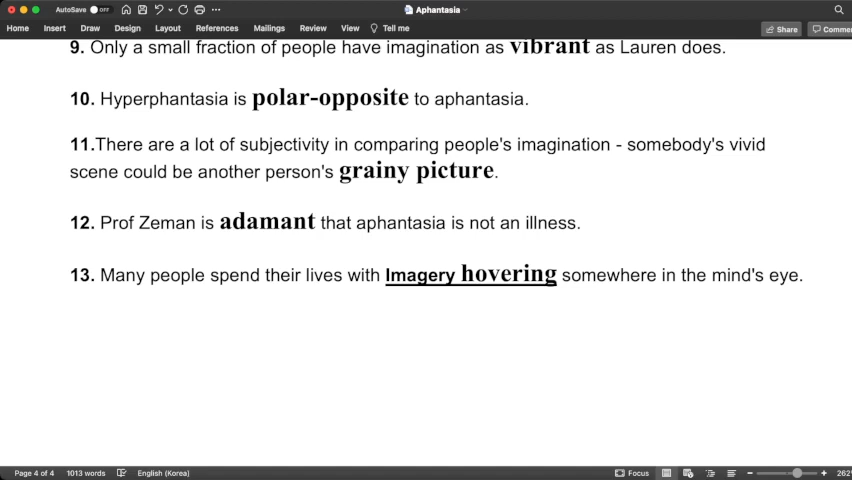 AutoSave OFF
Aphantasia
Home Insert Draw Design Layout References Mailings Review View Tell me
Share
9. Only a small fraction of people have imagination as vibrant as Lauren does.
10. Hyperphantasia is polar-opposite to aphantasia.
11.There are a lot of subjectivity in comparing people's imagination - somebody's vivid
scene could be another person's grainy picture.
12. Prof Zeman is adamant that aphantasia is not an illness.
13. Many people spend their lives with Imagery hovering somewhere in the mind's eye.
Page 4 of 4 1013 words English (Korea) Focus